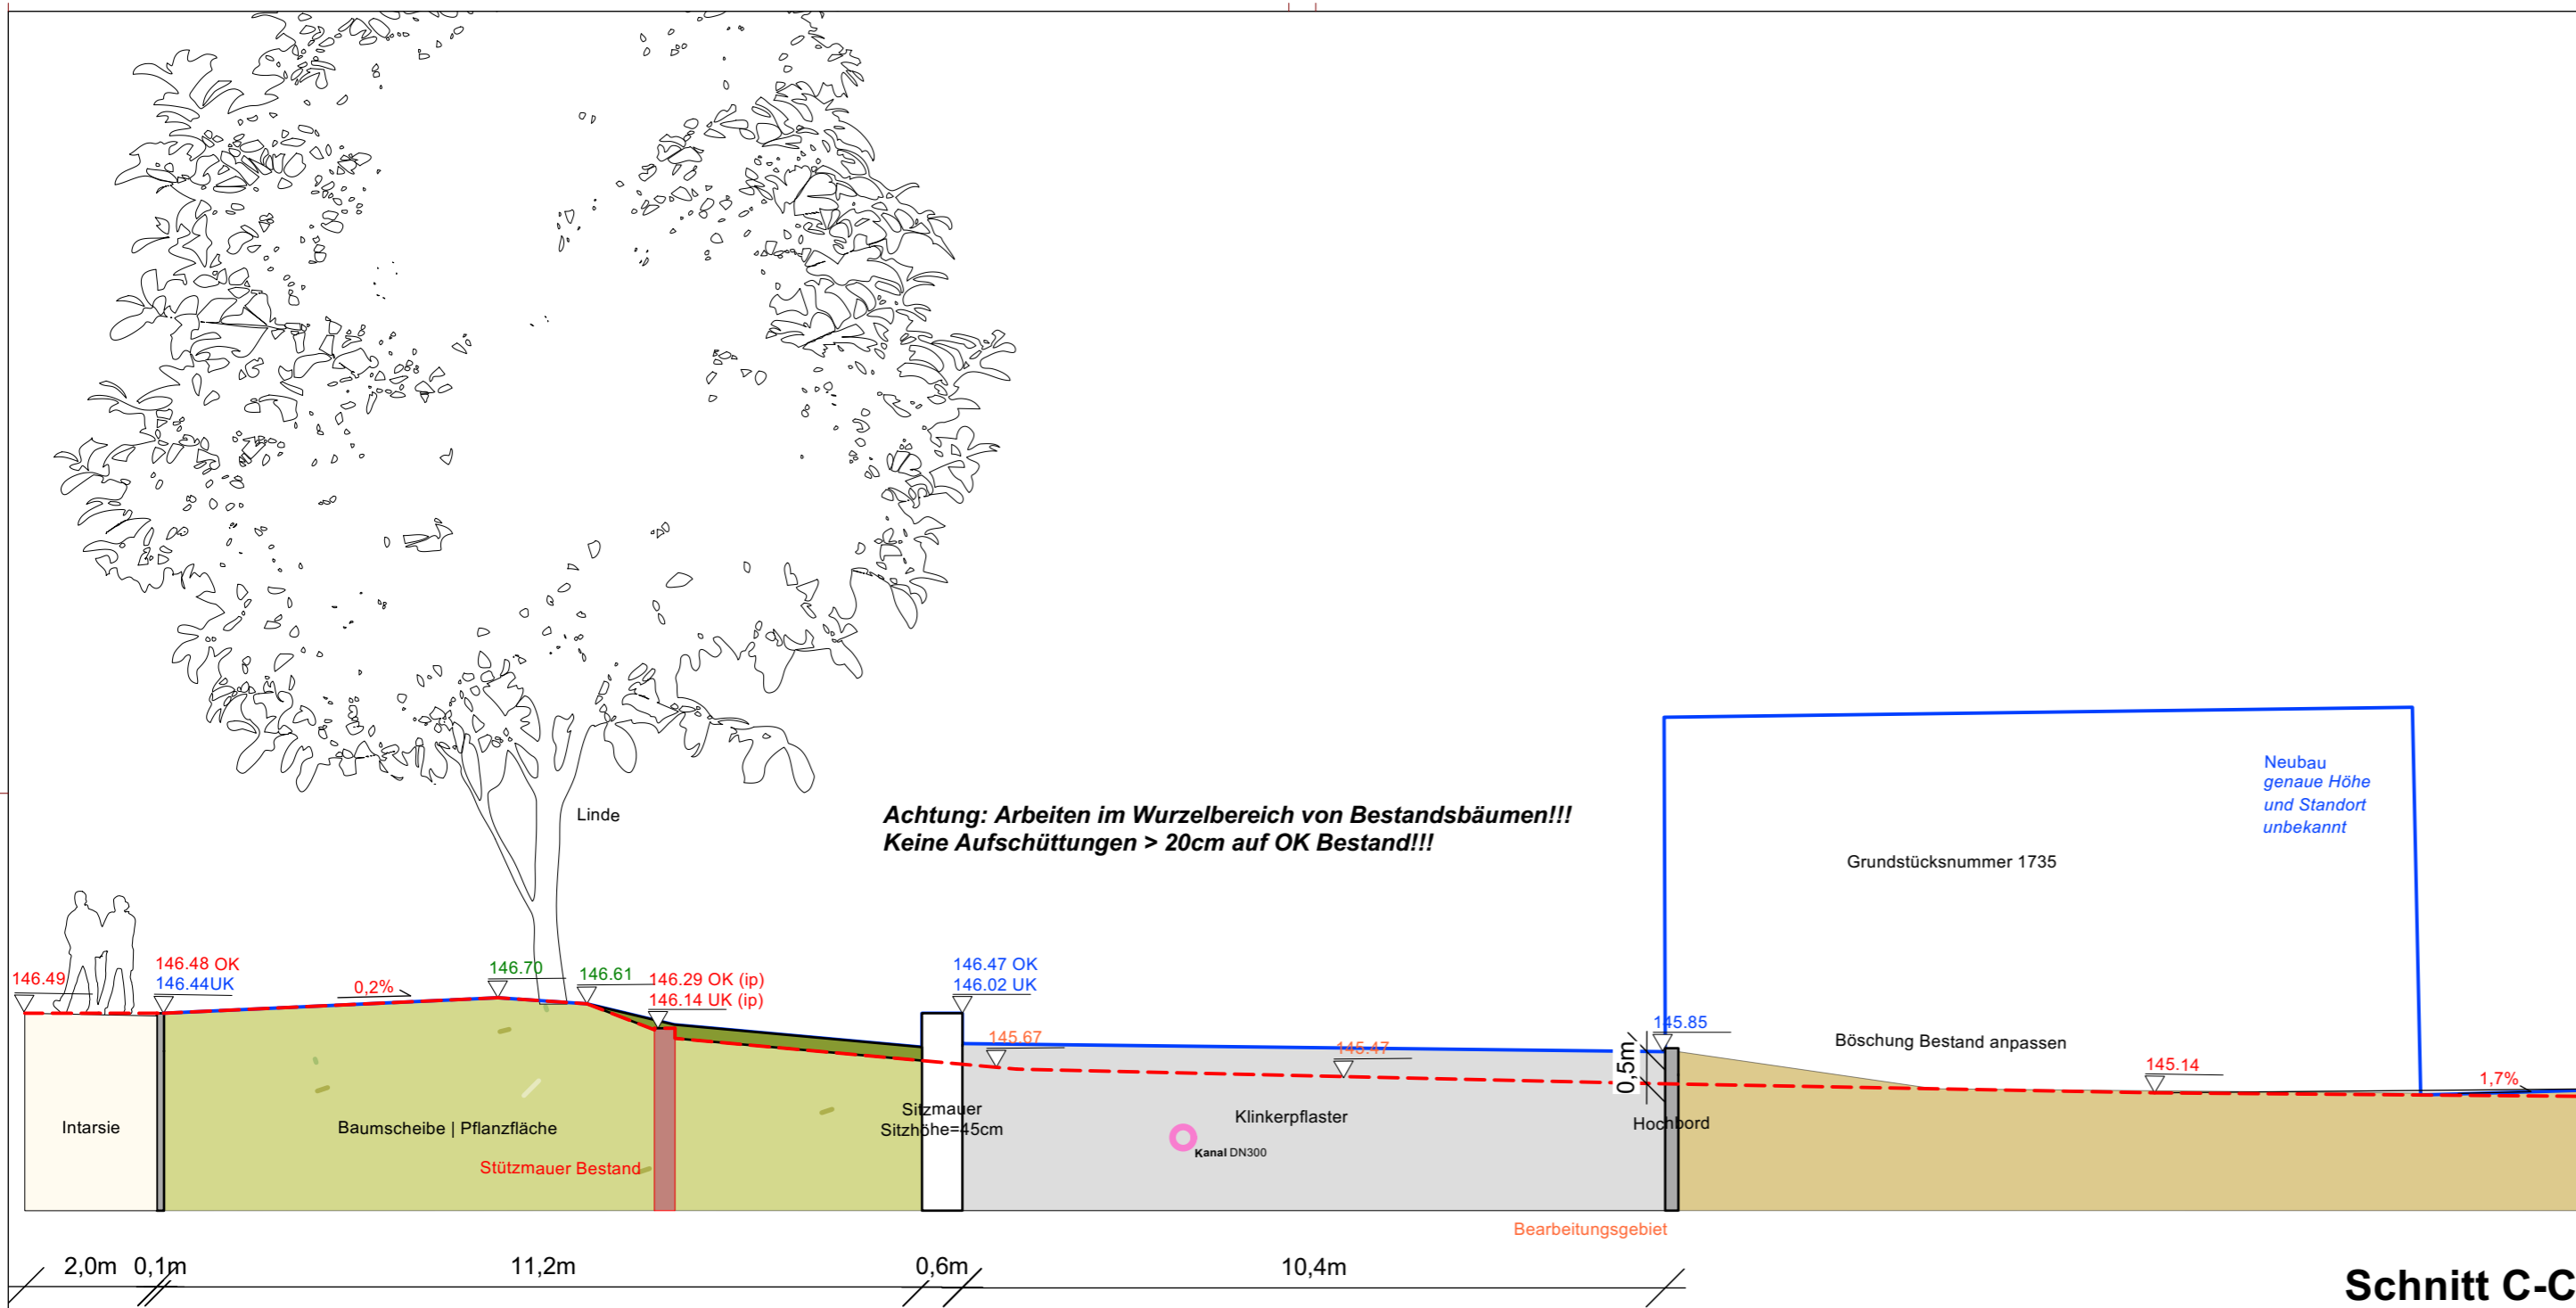 Linde
Achtung: Arbeiten im Wurzelbereich von Bestandsbäumen!!!
Keine Aufschüttungen > 20cm auf OK Bestand!!!
Neubau
genaue Höhe
und Standort
unbekannt
Grundstücksnummer 1735
146.49
146.48 OK
146.44UK
0,2%
146.70
146.61
146.29 OK (ip)
146.14 UK (ip)
146.47 OK
146.02 UK
145.67
145.47
145.85
0,5m
Böschung Bestand anpassen
145.14
1,7%
Intarsie
Baumscheibe | Pflanzfläche
Stützmauer Bestand
Sitzmauer
Sitzhöhe=45cm
Klinkerpflaster
Kanal DN300
Hochbord
Bearbeitungsgebiet
2,0m
0,1m
11,2m
0,6m
10,4m
Schnitt C-C